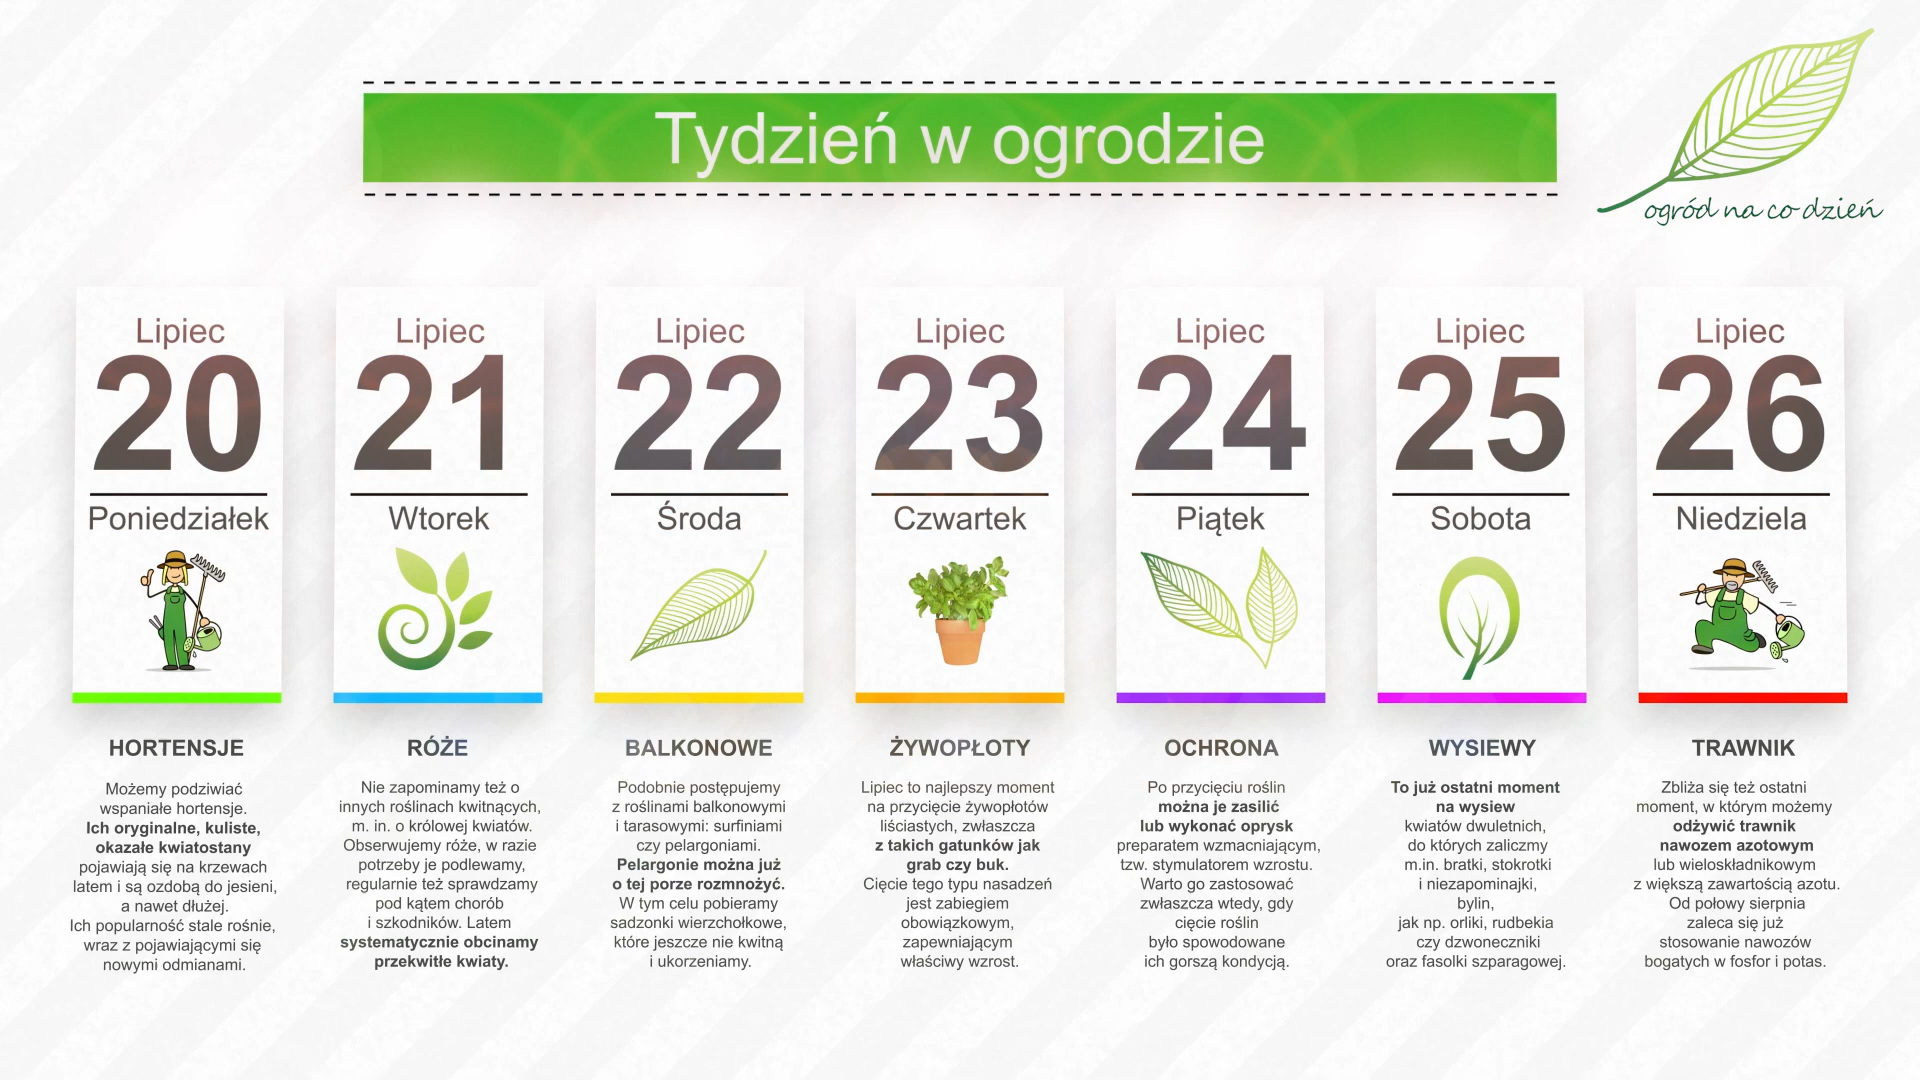 Tydzień w ogrodzie
ogród na co dzień
Lipiec
20
Poniedziałek
HORTENSJE
Możemy podziwiać
wspaniałe hortensje.
Ich oryginalne, kuliste,
okazałe kwiatostany
pojawiają się na krzewach
latem i są ozdobą do jesieni,
a nawet dłużej.
Ich popularność stale rośnie,
wraz z pojawiającymi się
nowymi odmianami.
Lipiec
21
Wtorek
RÓŻE
Nie zapominamy też o
innych roślinach kwitnących,
m. in. o królowej kwiatów.
Obserwujemy róże, w razie
potrzeby je podlewamy,
regularnie też sprawdzamy
pod kątem chorób
i szkodników. Latem
systematycznie obcinamy
przekwitłe kwiaty.
Lipiec
22
Środa
BALKONOWE
Podobnie postępujemy
z roślinami balkonowymi
i tarasowymi: surfiniami
czy pelargoniami.
Pelargonie można już
o tej porze rozmnożyć.
W tym celu pobieramy
sadzonki wierzchołkowe,
które jeszcze nie kwitną
i ukorzeniamy.
Lipiec
23
Czwartek
ŻYWOPŁOTY
Lipiec to najlepszy moment
na przycięcie żywopłotów
liściastych, zwłaszcza
z takich gatunków jak
grab czy buk.
Cięcie tego typu nasadzeń
jest zabiegiem
obowiązkowym,
zapewniającym
właściwy wzrost.
Lipiec
24
Piątek
OCHRONA
Po przycięciu roślin
można je zasilić
lub wykonać oprysk
preparatem wzmacniającym,
tzw. stymulatorem wzrostu.
Warto go zastosować
zwłaszcza wtedy, gdy
cięcie roślin
było spowodowane
ich gorszą kondycją.
Lipiec
25
Sobota
WYSIEWY
To już ostatni moment
na wysiew
kwiatów dwuletnich,
do których zaliczmy
m.in. bratki, stokrotki
i niezapominajki,
bylin,
jak np. orliki, rudbekia
czy dzwoneczniki
oraz fasolki szparagowej.
Lipiec
26
Niedziela
TRAWNIK
Zbliża się też ostatni
moment, w którym możemy
odżywić trawnik
nawozem azotowym
lub wieloskładnikowym
z większą zawartością azotu.
Od połowy sierpnia
zaleca się już
stosowanie nawozów
bogatych w fosfor i potas.